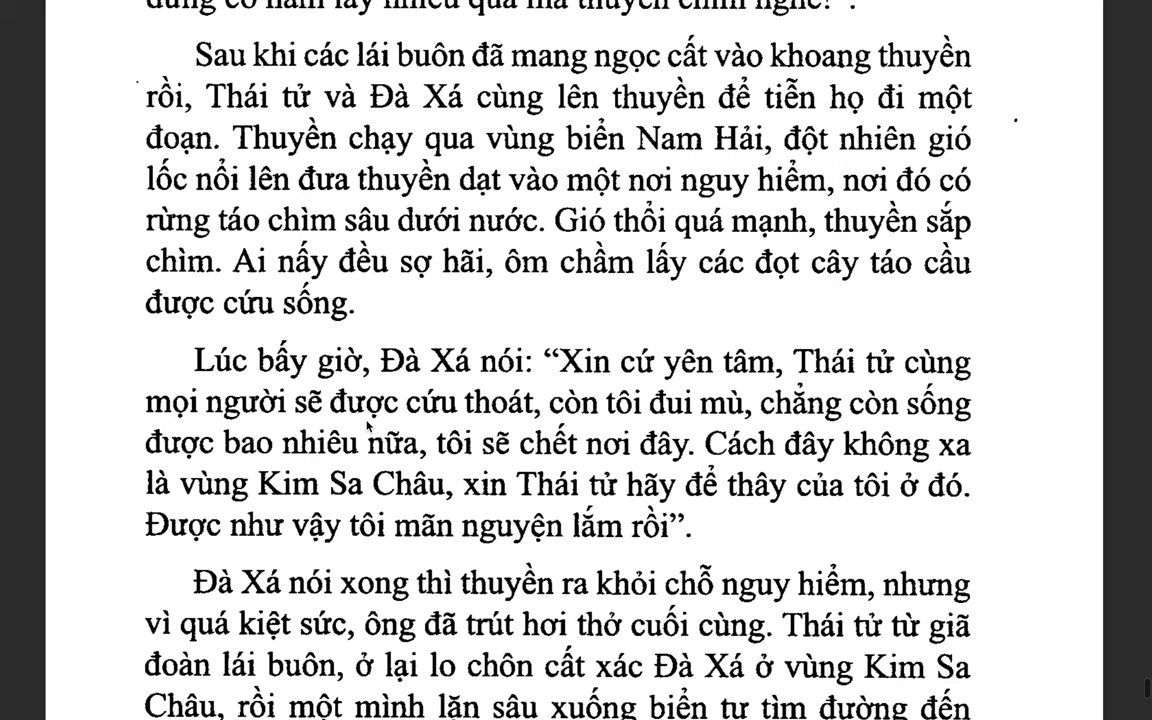 Sau khi các lái buôn đã mang ngọc cất vào khoang thuyền
rồi, Thái tử và Đà Xá cùng lên thuyền để tiễn họ đi một
đoạn. Thuyền chạy qua vùng biển Nam Hải, đột nhiên gió
lốc nổi lên đưa thuyền dạt vào một nơi nguy hiểm, nơi đó có
rừng táo chìm sâu dưới nước. Gió thổi quá mạnh, thuyền sắp
chìm. Ai nấy đều sợ hãi, ôm chầm lấy các đọt cây táo cầu
được cứu sống.
Lúc bấy giờ, Đà Xá nói: “Xin cứ yên tâm, Thái tử cùng
mọi người sẽ được cứu thoát, còn tôi đui mù, chẳng còn sống
được bao nhiêu nữa, tôi sẽ chết nơi đây. Cách đây không xa
là vùng Kim Sa Châu, xin Thái tử hãy để thây của tôi ở đó.
Được như vậy tôi mãn nguyện lắm rồi”.
Đà Xá nói xong thì thuyền ra khỏi chỗ nguy hiểm, nhưng
vì quá kiệt sức, ông đã trút hơi thở cuối cùng. Thái tử từ giã
đoàn lái buôn, ở lại lo chôn cất xác Đà Xá ở vùng Kim Sa
Châu, rồi một mình lặn sâu xuống biển tự tìm đường đến